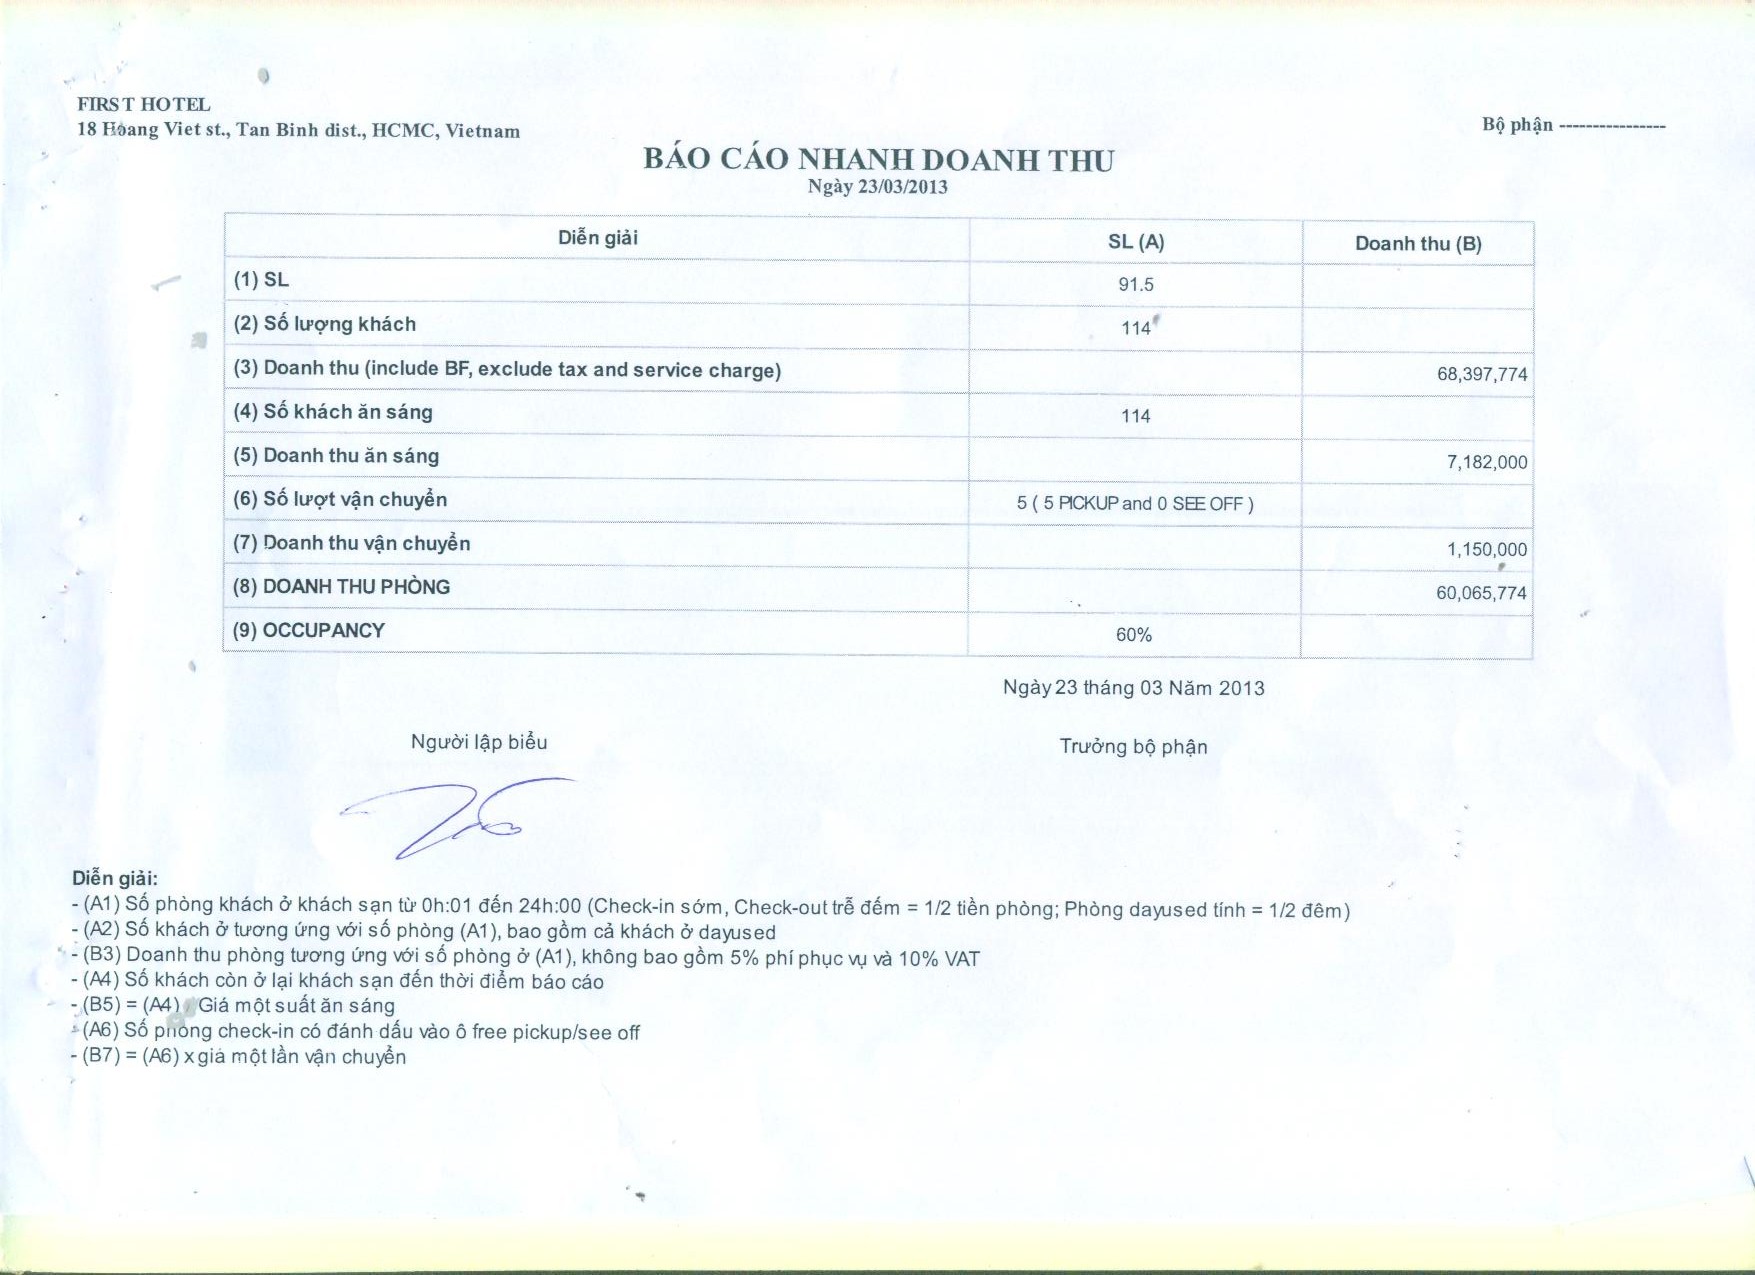 FIRST HOTEL
18 Hoang Viet st., Tan Binh dist., HCMC, Vietnam
Bộ phận ----------------
BÁO CÁO NHANH DOANH THU
Ngày 23/03/2013
Diễn giải SL (A) Doanh thu (B)
(1) SL 91.5
(2) Số lượng khách 114
(3) Doanh thu (include BF, exclude tax and service charge) 68,397,774
(4) Số khách ăn sáng 114
(5) Doanh thu ăn sáng 7,182,000
(6) Số lượt vận chuyển 5 ( 5 PICKUP and 0 SEE OFF )
(7) Doanh thu vận chuyển 1,150,000
(8) DOANH THU PHÒNG 60,065,774
(9) OCCUPANCY 60%
Ngày 23 tháng 03 Năm 2013
Người lập biểu Trưởng bộ phận
Diễn giải:
- (A1) Số phòng khách ở khách sạn từ 0h:01 đến 24h:00 (Check-in sớm, Check-out trễ đếm = 1/2 tiền phòng; Phòng dayused tính = 1/2 đêm)
- (A2) Số khách ở tương ứng với số phòng (A1), bao gồm cả khách ở dayused
- (B3) Doanh thu phòng tương ứng với số phòng ở (A1), không bao gồm 5% phí phục vụ và 10% VAT
- (A4) Số khách còn ở lại khách sạn đến thời điểm báo cáo
- (B5) = (A4) Giá một suất ăn sáng
- (A6) Số phòng check-in có đánh dấu vào ô free pickup/see off
- (B7) = (A6) x giá một lần vận chuyển